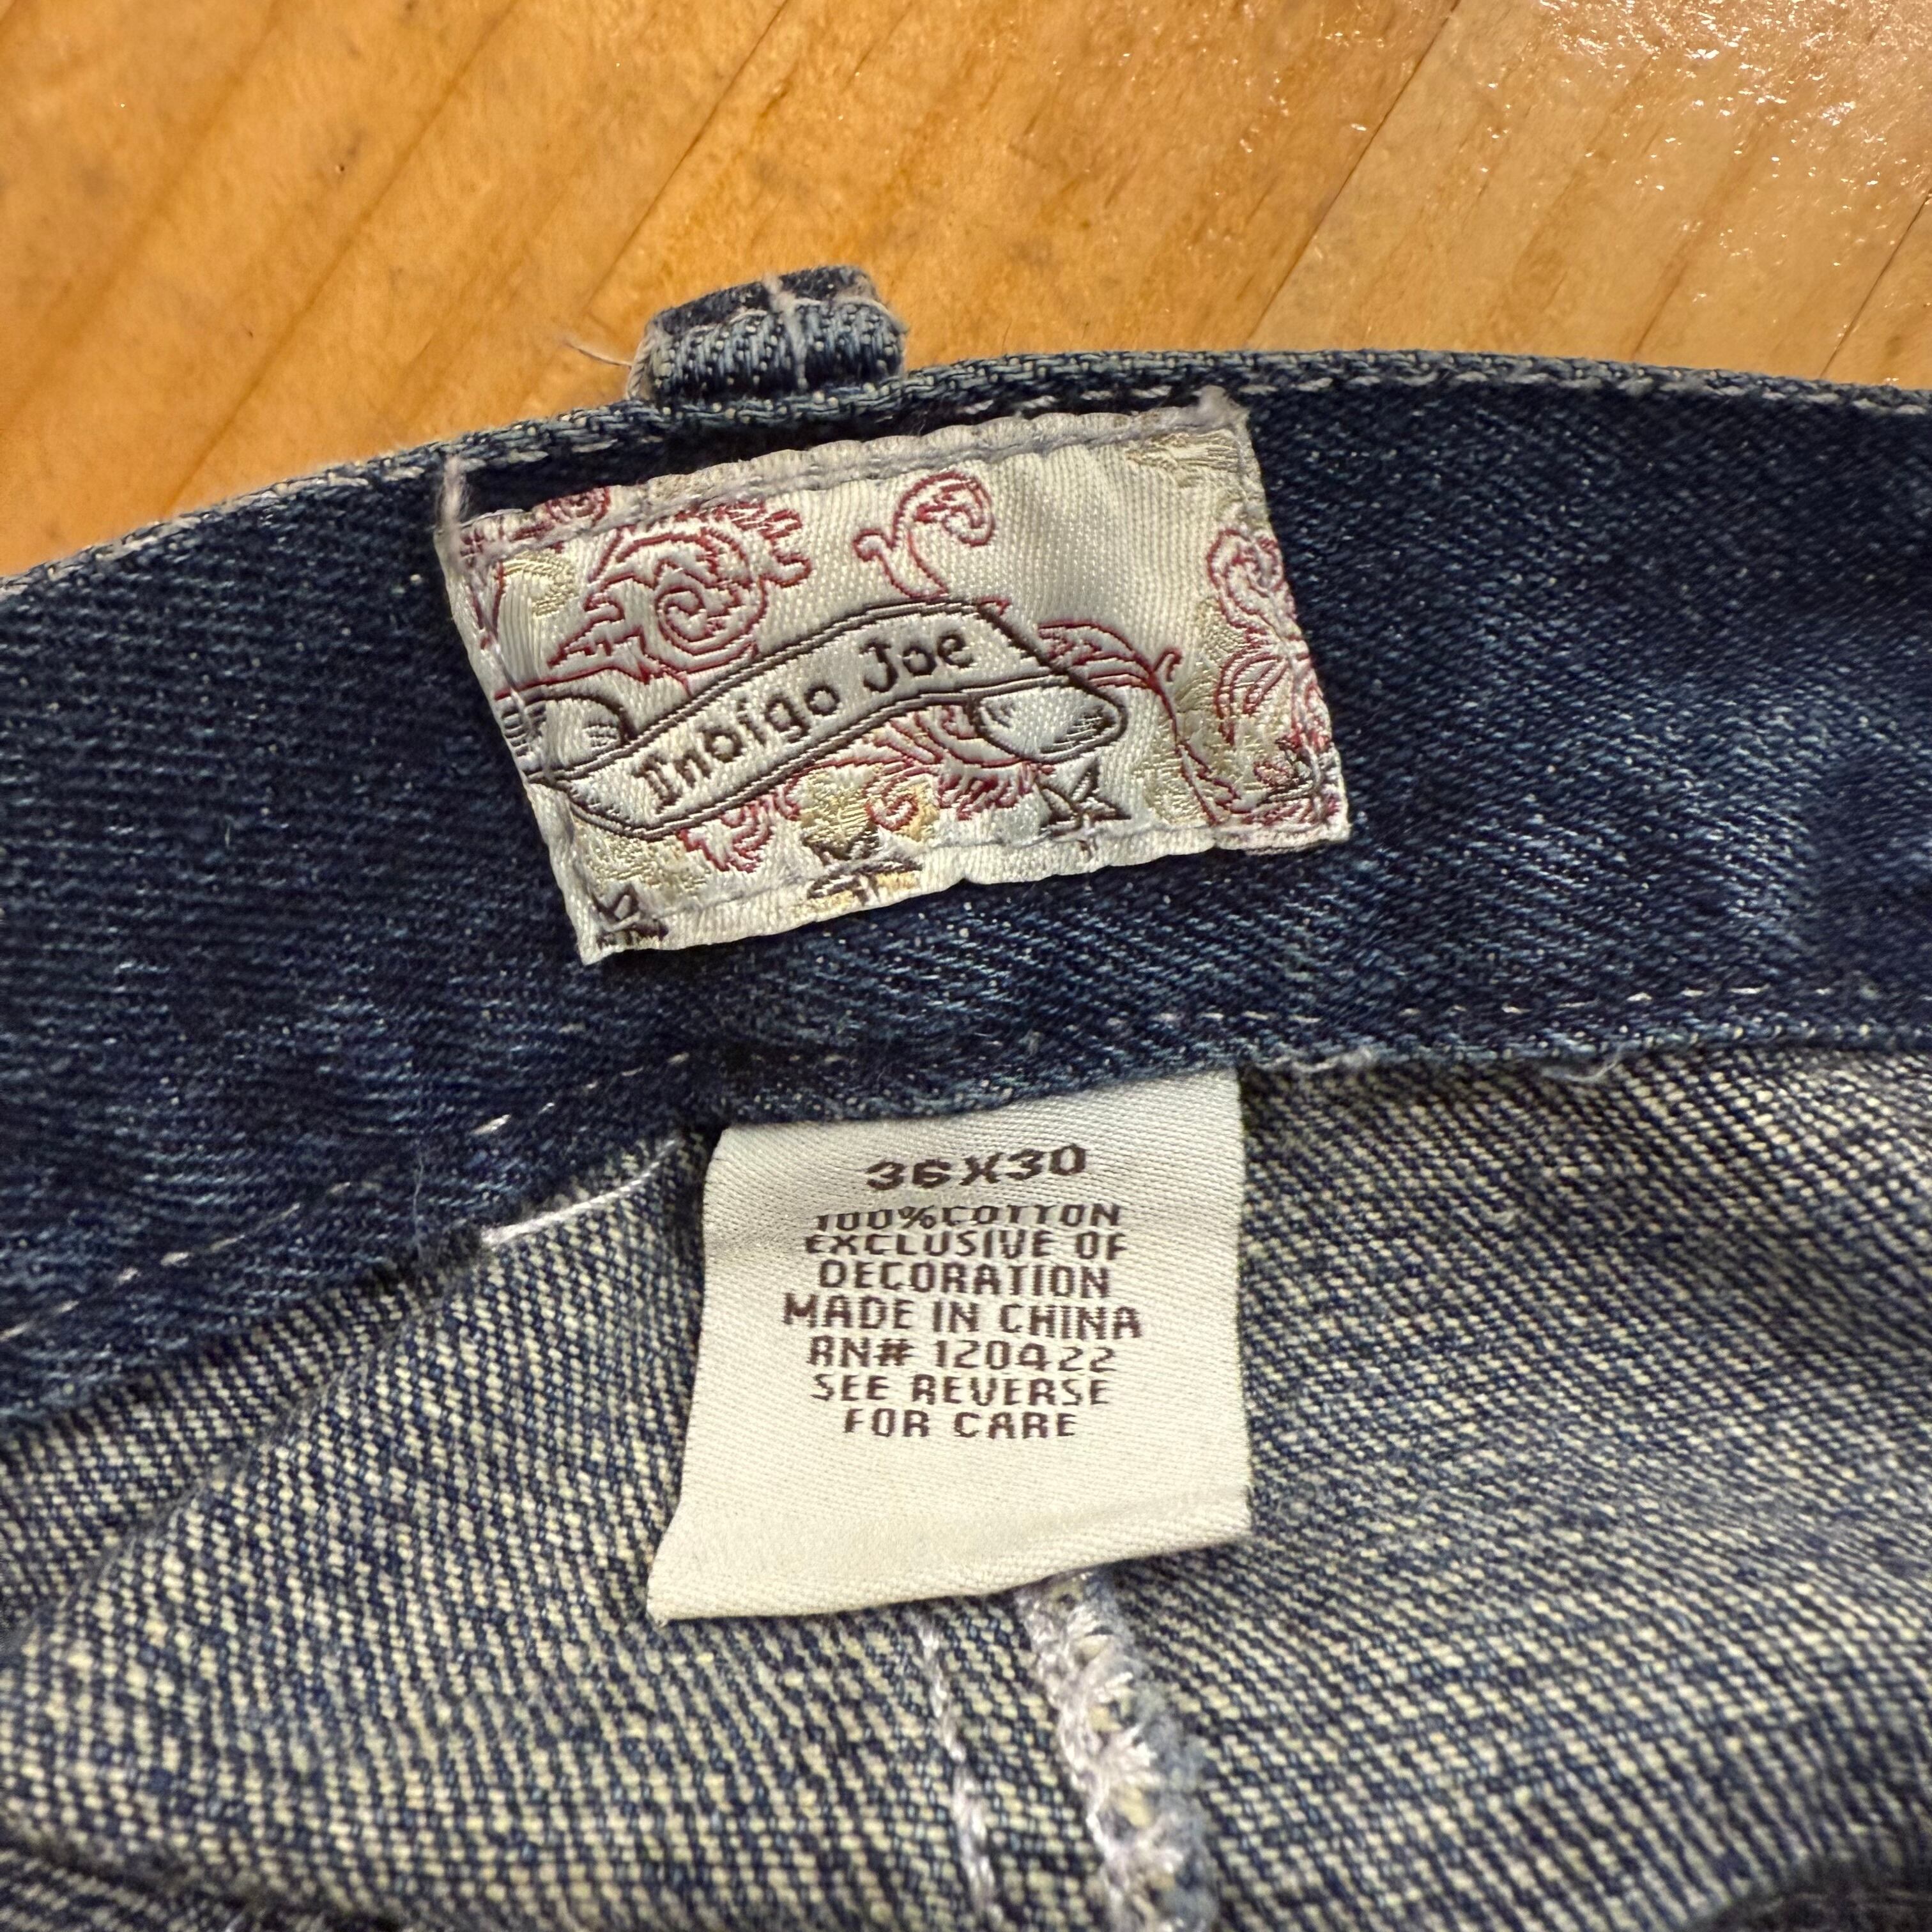 Indigo Joe
36X30
100%COTTON
EXCLUSIVE OF
DECORATION
MADE IN CHINA
RN# 120422
SEE REVERSE
FOR CARE